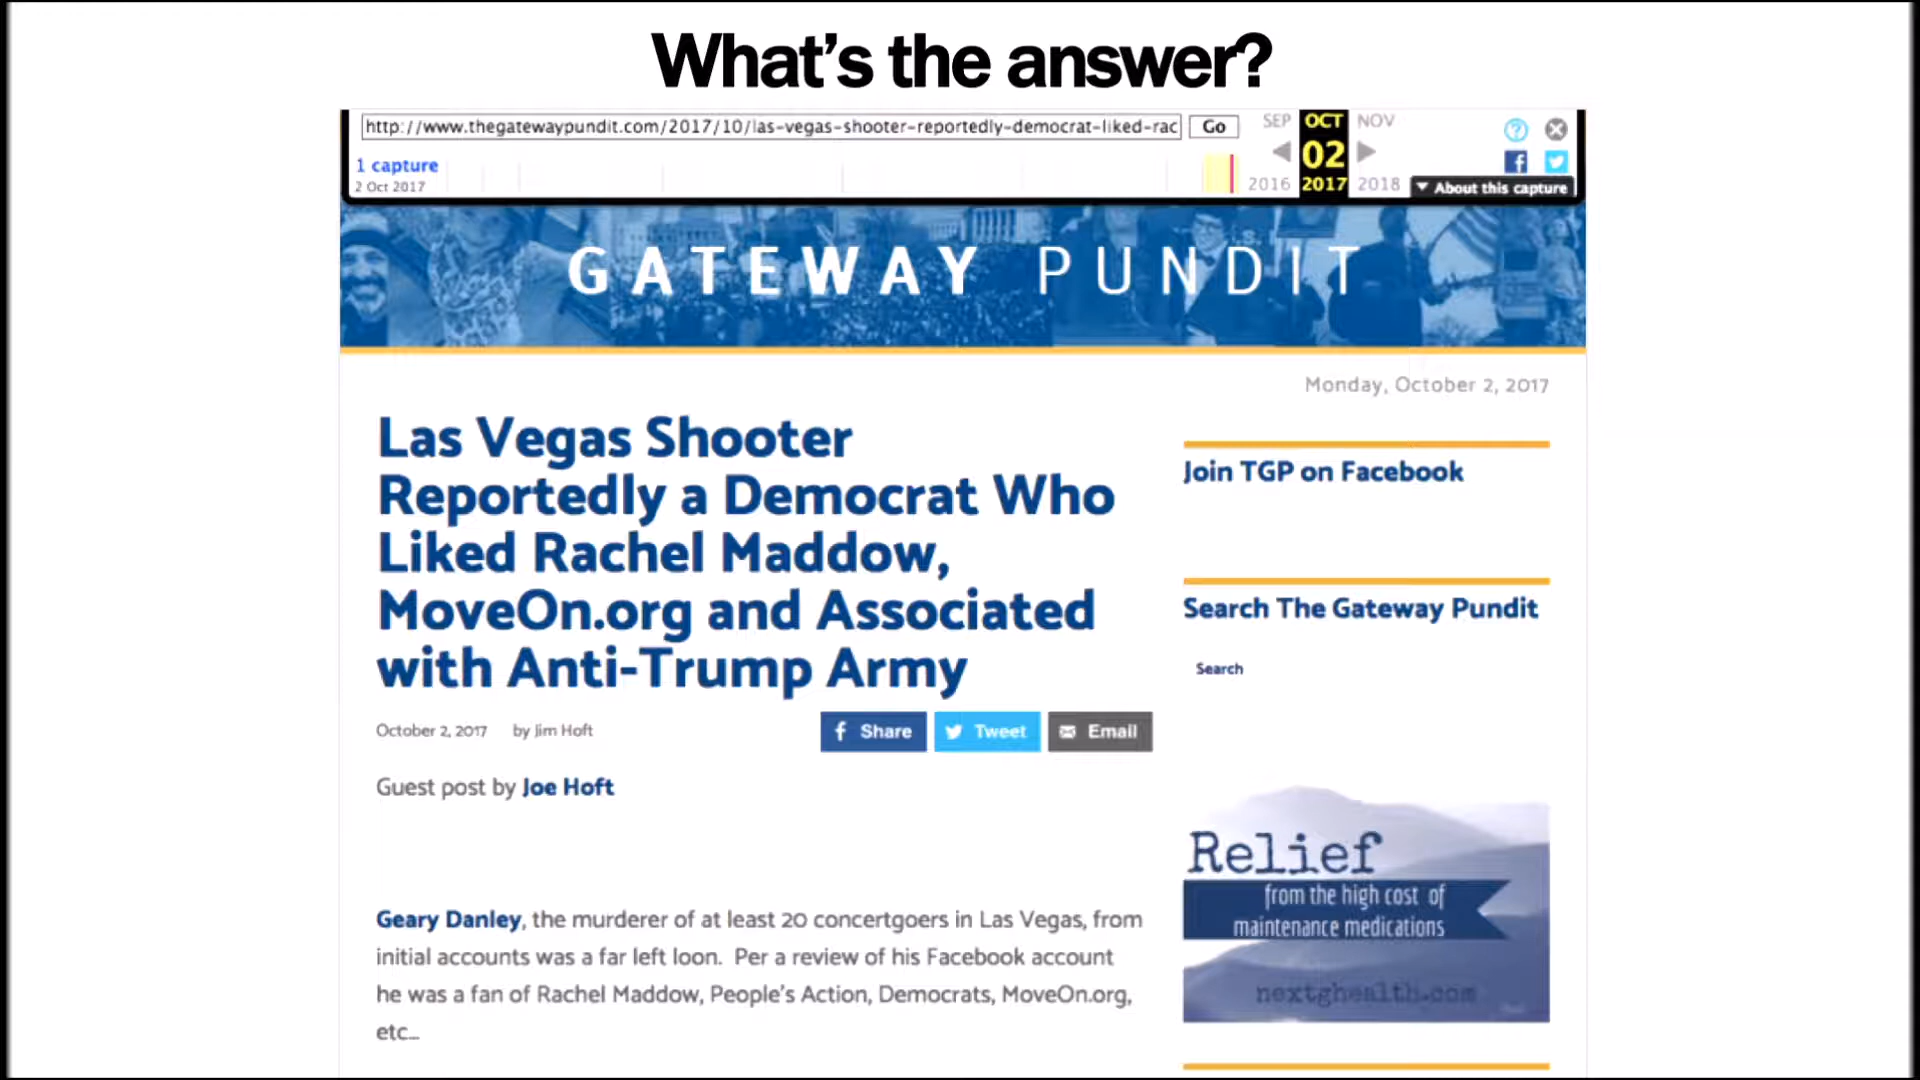 What's the answer?
http://www.thegatewaypundit.com/2017/10/las-vegas-shooter-reportedly-democrat-liked-rac
Go
SEP OCT NOV
1 capture
02
2 Oct 2017
2016 2017 2018
About this capture
GATEWAY PUNDIT
Monday, October 2, 2017
Las Vegas Shooter
Reportedly a Democrat Who
Liked Rachel Maddow,
MoveOn.org and Associated
with Anti-Trump Army
October 2, 2017 by Jim Hoft
Share
Tweet
Email
Guest post by Joe Hoft
Geary Danley, the murderer of at least 20 concertgoers in Las Vegas, from
initial accounts was a far left loon. Per a review of his Facebook account
he was a fan of Rachel Maddow, People's Action, Democrats, MoveOn.org,
etc…
Join TGP on Facebook
Search The Gateway Pundit
Search
Relief
from the high cost of
maintenance medications
nextghealth.com